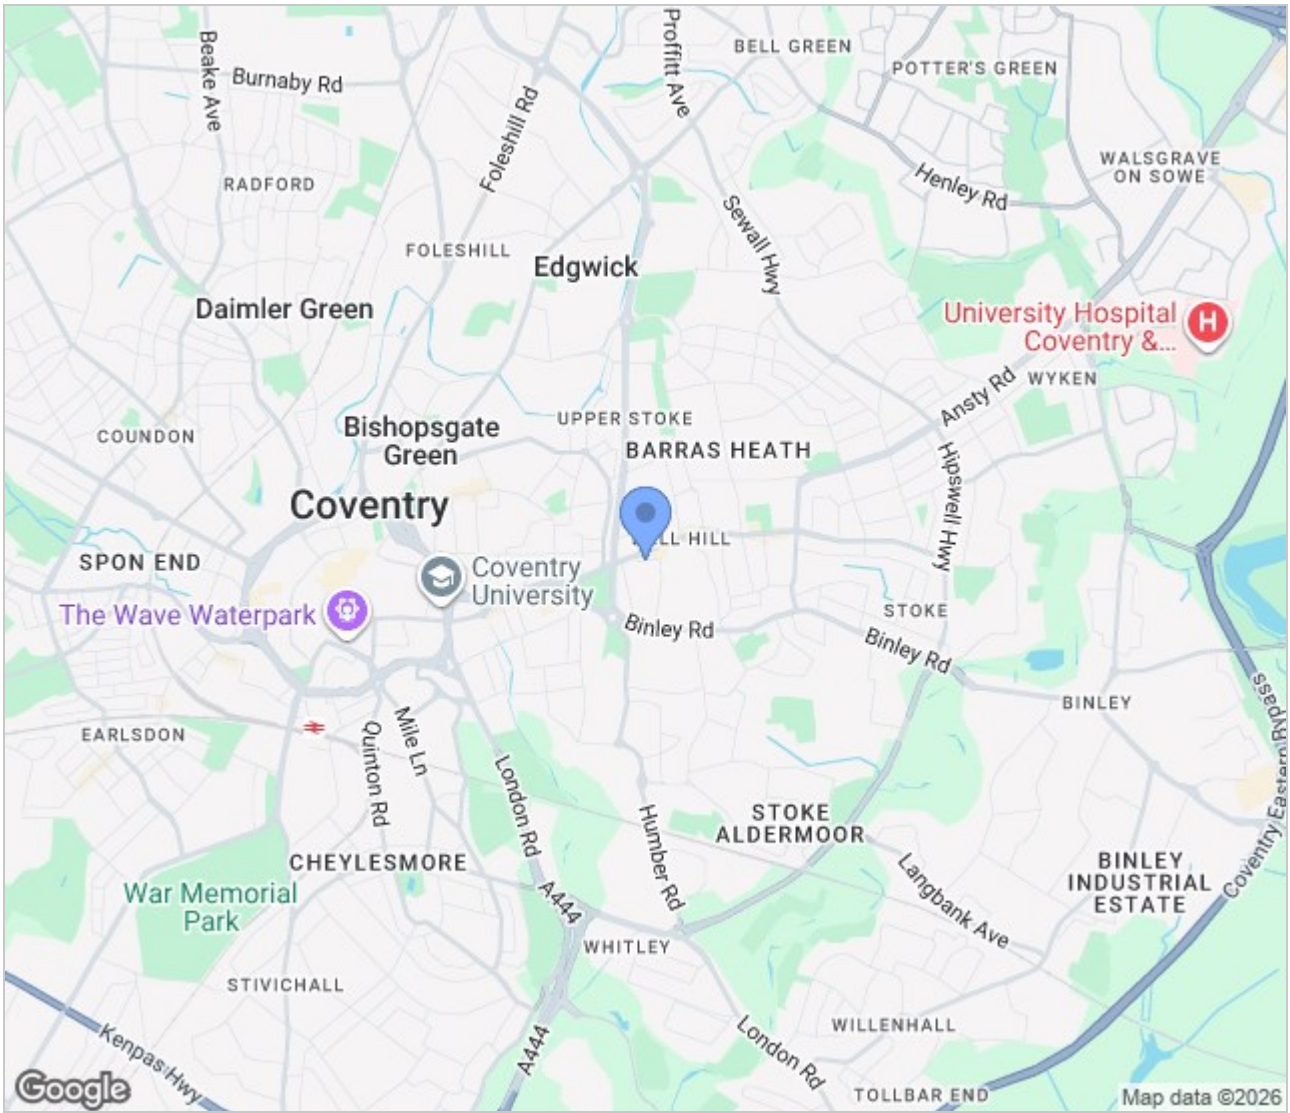 Beake Ave
Burnaby Rd
Foleshill Rd
Proffitt Ave
BELL GREEN
POTTER'S GREEN
WALSGRAVE
ON SOWE
RADFORD
Henley Rd
Sewall Hwy
FOLESHILL
Edgwick
Daimler Green
University Hospital
Coventry &...
H
WYKEN
Ansty Rd
UPPER STOKE
Bishopsgate
Green
COUNDON
BARRAS HEATH
Hipswell Hwy
Coventry
HILL
SPON END
Coventry
University
The Wave Waterpark
STOKE
Binley Rd
Binley Rd
BINLEY
EARLSDON
Quinton Rd
Mile Ln
London Rd
Humber Rd
STOKE
ALDERMOOR
Coventry Eastern Bypass
CHEYLESMORE
War Memorial
Park
A444
Langbank Ave
BINLEY
INDUSTRIAL
ESTATE
WHITLEY
STIVICHALL
WILLENHALL
London Rd
A444
Kenpas Hwy
TOLLBAR END
Google
Map data ©2026